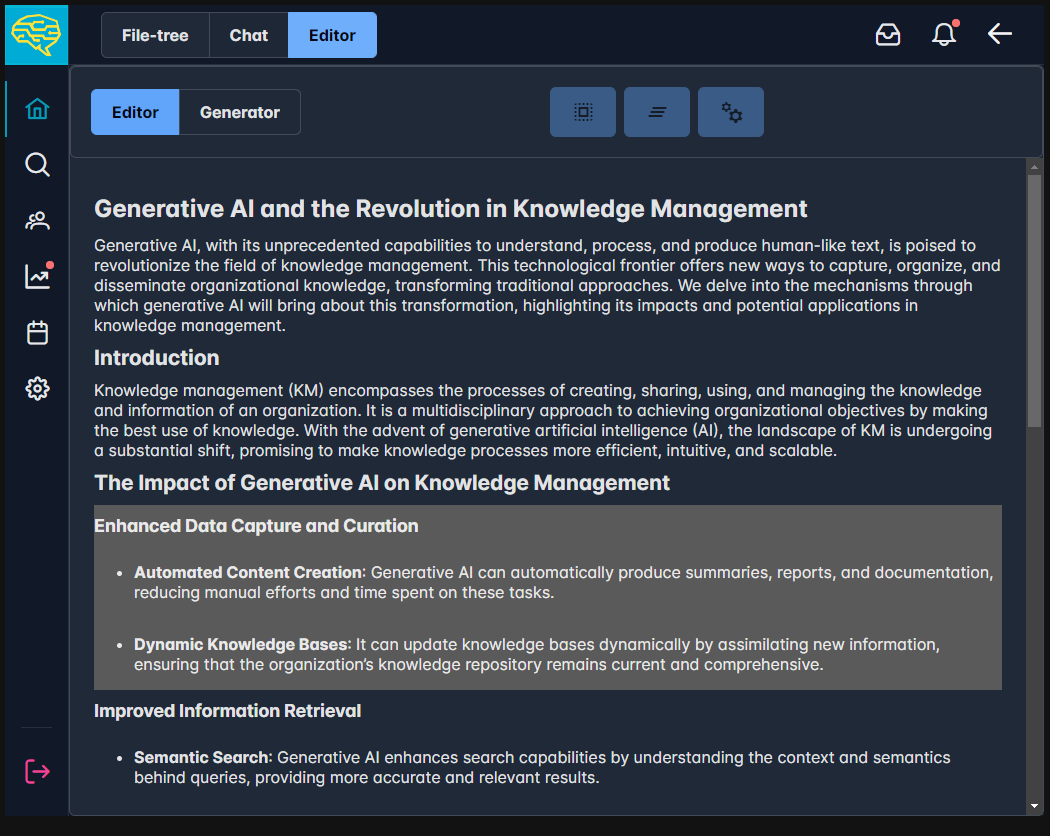 File-tree Chat Editor
Editor Generator
Generative AI and the Revolution in Knowledge Management
Generative AI, with its unprecedented capabilities to understand, process, and produce human-like text, is poised to
revolutionize the field of knowledge management. This technological frontier offers new ways to capture, organize, and
disseminate organizational knowledge, transforming traditional approaches. We delve into the mechanisms through
which generative AI will bring about this transformation, highlighting its impacts and potential applications in
knowledge management.
Introduction
Knowledge management (KM) encompasses the processes of creating, sharing, using, and managing the knowledge
and information of an organization. It is a multidisciplinary approach to achieving organizational objectives by making
the best use of knowledge. With the advent of generative artificial intelligence (AI), the landscape of KM is undergoing
a substantial shift, promising to make knowledge processes more efficient, intuitive, and scalable.
The Impact of Generative AI on Knowledge Management
Enhanced Data Capture and Curation
• Automated Content Creation: Generative AI can automatically produce summaries, reports, and documentation,
reducing manual efforts and time spent on these tasks.
• Dynamic Knowledge Bases: It can update knowledge bases dynamically by assimilating new information,
ensuring that the organization's knowledge repository remains current and comprehensive.
Improved Information Retrieval
• Semantic Search: Generative AI enhances search capabilities by understanding the context and semantics
behind queries, providing more accurate and relevant results.